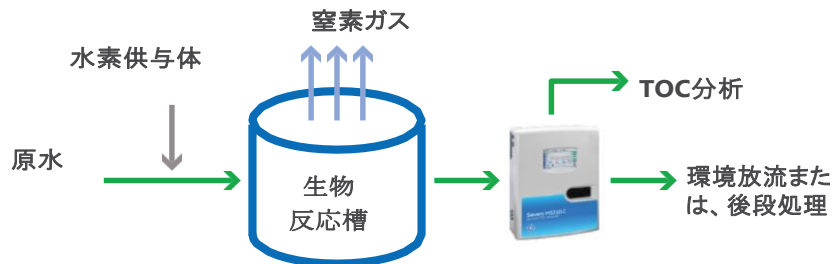 窒素ガス
水素供与体
TOC分析
原水
生物
反応槽
環境放流また
は、後段処理
Sievers